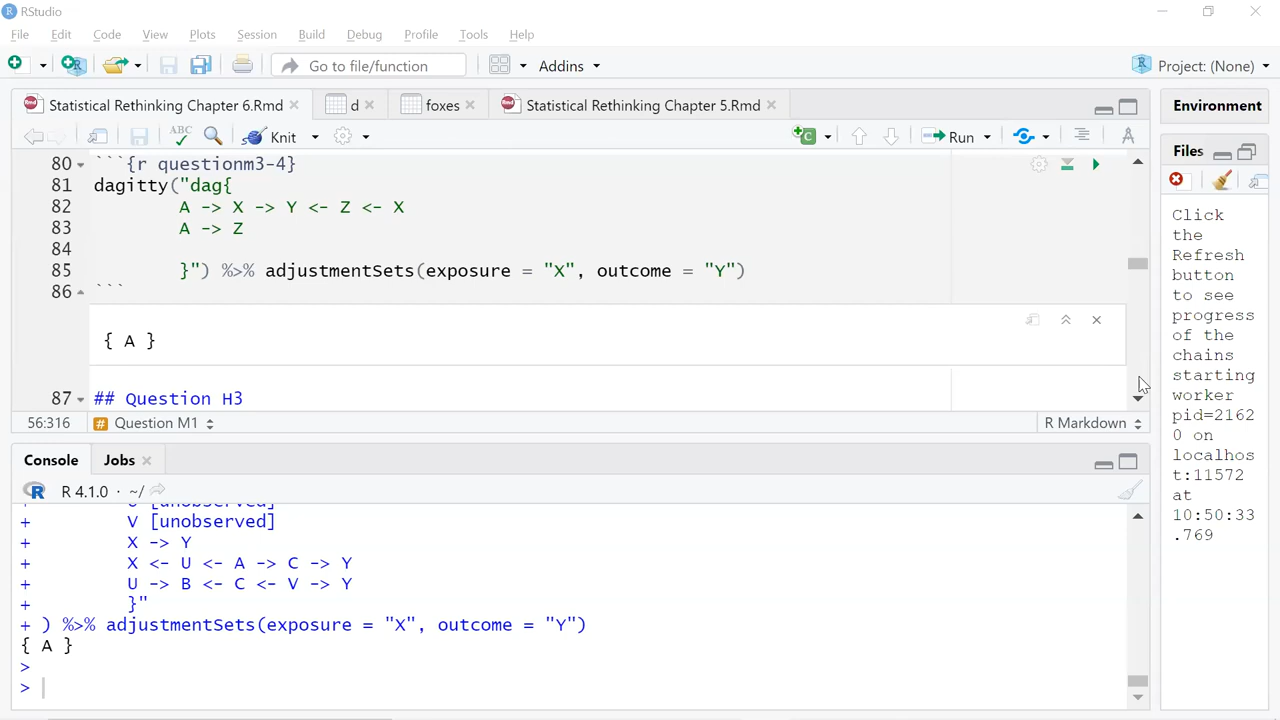 RStudio
File Edit Code View Plots Session Build Debug Profile Tools Help
Go to file/function Addins Project: (None)
Statistical Rethinking Chapter 6.Rmd d foxes Statistical Rethinking Chapter 5.Rmd
ABC Knit Run
80 ```{r questionm3-4}
81 dagitty("dag{
82 A -> X -> Y <- Z <- X
83 A -> Z
84
85 }") %>% adjustmentSets(exposure = "X", outcome = "Y")
86 ```
{ A }
87 ## Question H3
56:316 # Question M1 R Markdown
Console Jobs
R 4.1.0 · ~/
+ V [unobserved]
+ X -> Y
+ X <- U <- A -> C -> Y
+ U -> B <- C <- V -> Y
+ }"
+ ) %>% adjustmentSets(exposure = "X", outcome = "Y")
{ A }
>
>
Environment
Files
Click
the
Refresh
button
to see
progress
of the
chains
starting
worker
pid=2162
0 on
localhos
t:11572
at
10:50:33
.769